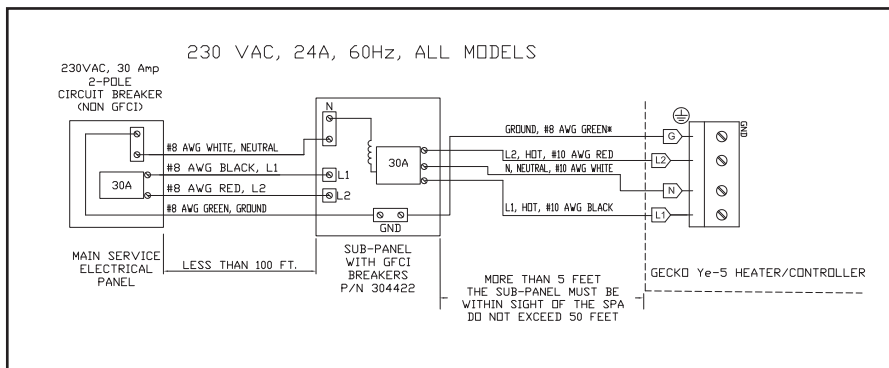 230 VAC, 24A, 60Hz, ALL MODELS
230VAC, 30 Amp
2-POLE
CIRCUIT BREAKER
(NON GFCI)
30A
MAIN SERVICE
ELECTRICAL
PANEL
#8 AWG WHITE, NEUTRAL
#8 AWG BLACK, L1
#8 AWG RED, L2
#8 AWG GREEN, GROUND
LESS THAN 100 FT.
N
L1
L2
30A
GND
SUB-PANEL
WITH GFCI
BREAKERS
P/N 304422
GROUND, #8 AWG GREEN*
L2, HOT, #10 AWG RED
N, NEUTRAL, #10 AWG WHITE
L1, HOT, #10 AWG BLACK
MORE THAN 5 FEET
THE SUB-PANEL MUST BE
WITHIN SIGHT OF THE SPA
DO NOT EXCEED 50 FEET
G
L2
N
L1
GND
GECKO Ye-5 HEATER/CONTROLLER